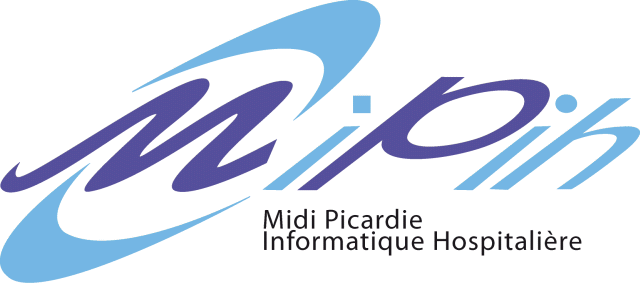 MiPih
Midi Picardie
Informatique Hospitalière